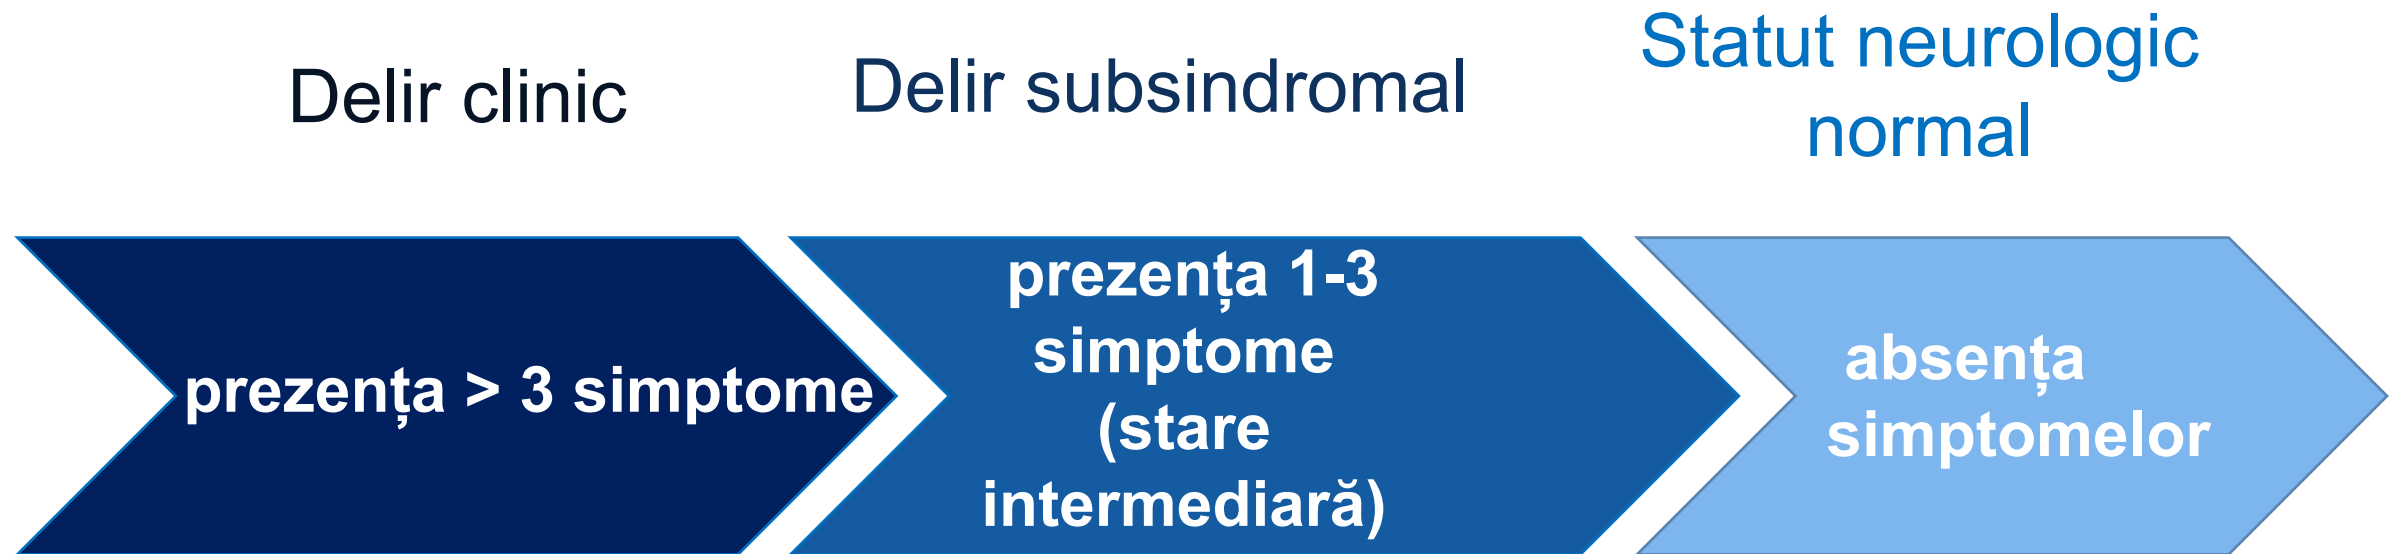 Delir clinic
Delir subsindromal
Statut neurologic
normal
prezența > 3 simptome
prezența 1-3
simptome
(stare
intermediară)
absența
simptomelor